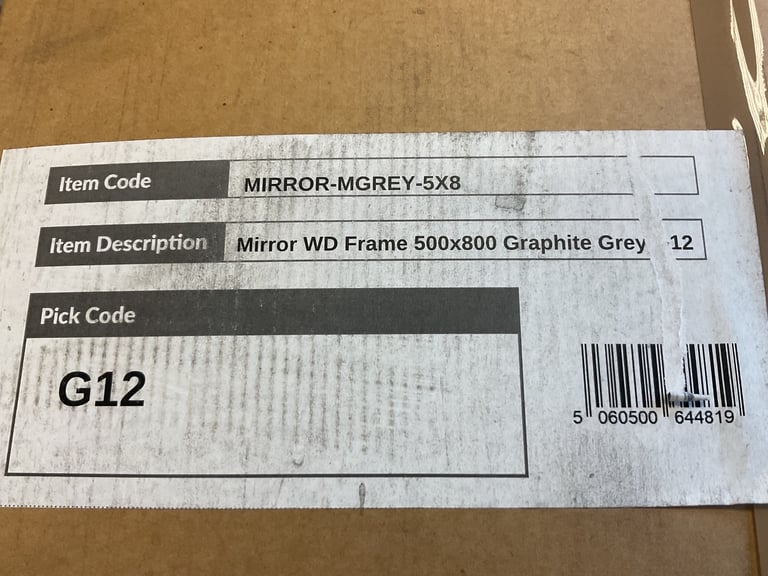 Item Code MIRROR-MGREY-5X8
Item Description Mirror WD Frame 500x800 Graphite Grey 12
Pick Code
G12
5 060500 644819